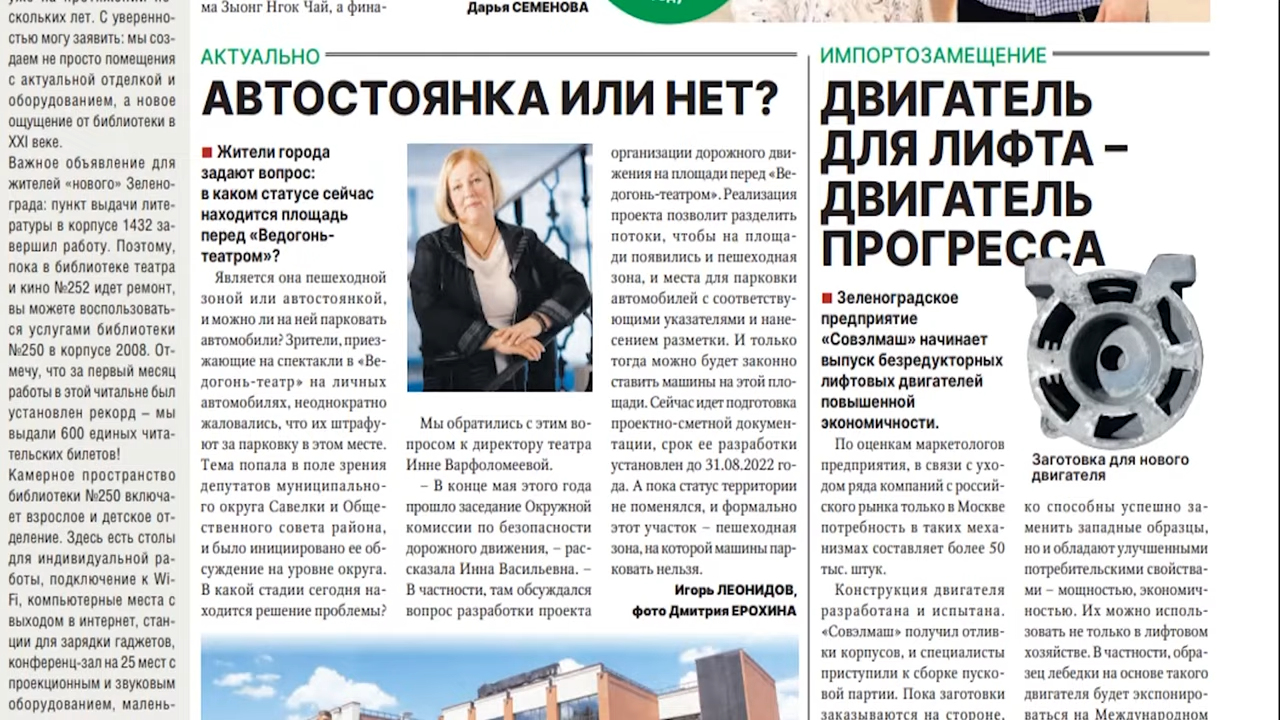 скольких лет. С уверенно-
стью могу заявить: мы соз-
даем не просто помещения
с актуальной отделкой и
оборудованием, а новое
ощущение от библиотеки в
XXI веке.
Важное объявление для
жителей «нового» Зелено-
града: пункт выдачи лите-
ратуры в корпусе 1432 за-
вершил работу. Поэтому,
пока в библиотеке театра
и кино №252 идет ремонт,
вы можете воспользовать-
ся услугами библиотеки
№250 в корпусе 2008. От-
мечу, что за первый месяц
работы в этой читальне был
установлен рекорд – мы
выдали 600 единых чита-
тельских билетов!
Камерное пространство
библиотеки №250 включа-
ет взрослое и детское от-
деление. Здесь есть столы
для индивидуальной ра-
боты, подключение к Wi-
Fi, компьютерные места с
выходом в интернет, стан-
ции для зарядки гаджетов,
конференц-зал на 25 мест с
проекционным и звуковым
оборудованием, малень-
ма Зыонг Нгок Чай, а фина-
Дарья СЕМЕНОВА
АКТУАЛЬНО
АВТОСТОЯНКА ИЛИ НЕТ?
Жители города
задают вопрос:
в каком статусе сейчас
находится площадь
перед «Ведогонь-
театром»?
Является она пешеходной
зоной или автостоянкой,
и можно ли на ней парковать
автомобили? Зрители, приез-
жающие на спектакли в «Ве-
догонь-театр» на личных
автомобилях, неоднократно
жаловались, что их штрафу-
ют за парковку в этом месте.
Тема попала в поле зрения
депутатов муниципально-
го округа Савелки и Обще-
ственного совета района,
и было инициировано ее об-
суждение на уровне округа.
В какой стадии сегодня на-
ходится решение проблемы?
Мы обратились с этим во-
просом к директору театра
Инне Варфоломеевой.
– В конце мая этого года
прошло заседание Окружной
комиссии по безопасности
дорожного движения, – рас-
сказала Инна Васильевна. –
В частности, там обсуждался
вопрос разработки проекта
организации дорожного дви-
жения на площади перед «Ве-
догонь-театром». Реализация
проекта позволит разделить
потоки, чтобы на площа-
ди появились и пешеходная
зона, и места для парковки
автомобилей с соответству-
ющими указателями и нане-
сением разметки. И только
тогда можно будет законно
ставить машины на этой пло-
щади. Сейчас идет подготовка
проектно-сметной докумен-
тации, срок ее разработки
установлен до 31.08.2022 го-
да. А пока статус территории
не поменялся, и формально
этот участок – пешеходная
зона, на которой машины пар-
ковать нельзя.
Игорь ЛЕОНИДОВ,
фото Дмитрия ЕРОХИНА
ИМПОРТОЗАМЕЩЕНИЕ
ДВИГАТЕЛЬ
ДЛЯ ЛИФТА –
ДВИГАТЕЛЬ
ПРОГРЕССА
Зеленоградское
предприятие
«Совэлмаш» начинает
выпуск безредукторных
лифтовых двигателей
повышенной
экономичности.
По оценкам маркетологов
предприятия, в связи с ухо-
дом ряда компаний с россий-
ского рынка только в Москве
потребность в таких меха-
низмах составляет более 50
тыс. штук.
Конструкция двигателя
разработана и испытана.
«Совэлмаш» получил отлив-
ки корпусов, и специалисты
приступили к сборке пуско-
вой партии. Пока заготовки
заказываются на стороне,
Заготовка для нового
двигателя
ко способны успешно за-
менить западные образцы,
но и обладают улучшенными
потребительскими свойства-
ми – мощностью, экономич-
ностью. Их можно исполь-
зовать не только в лифтовом
хозяйстве. В частности, обра-
зец лебедки на основе такого
двигателя будет экспониро-
ваться на Международном